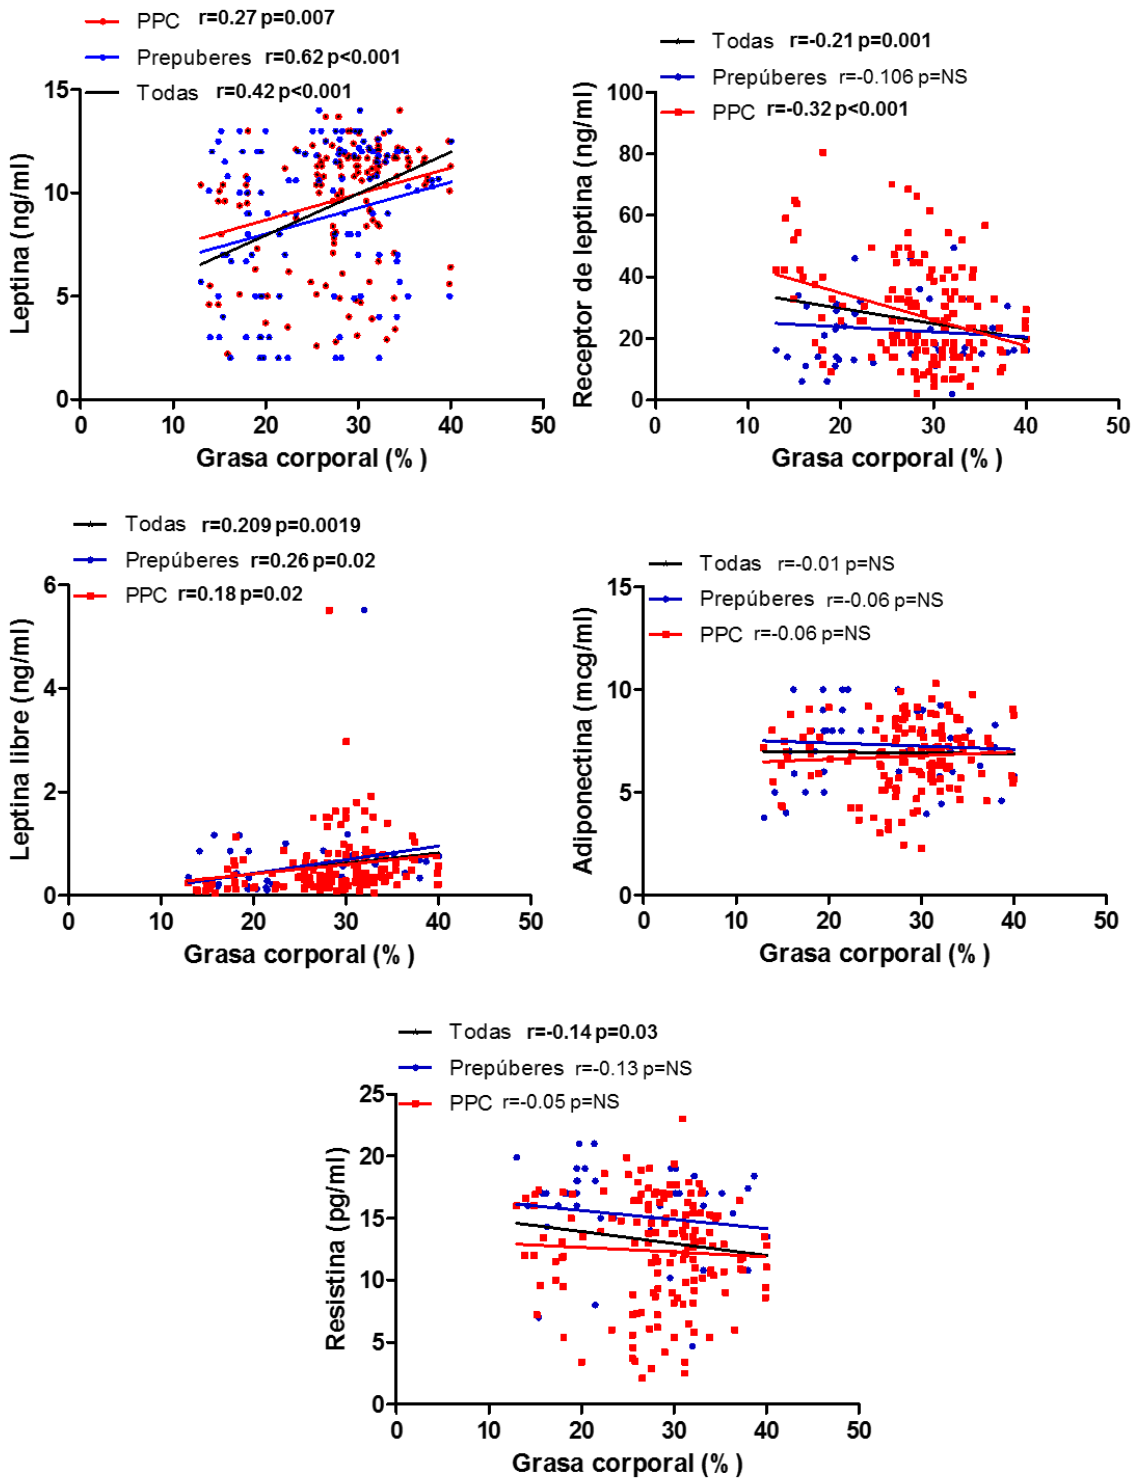 PPC r=0.27 p=0.007
Prepuberes r=0.62 p<0.001
Todas r=0.42 p<0.001
15
10
5
0
Leptina (ng/ml)
0 10 20 30 40 50
Grasa corporal (%)
Todas r=-0.21 p=0.001
Prepúberes r=-0.106 p=NS
PPC r=-0.32 p<0.001
100
80
60
40
20
0
Receptor de leptina (ng/ml)
0 10 20 30 40 50
Grasa corporal (%)
Todas r=0.209 p=0.0019
Prepúberes r=0.26 p=0.02
PPC r=0.18 p=0.02
6
4
2
0
Leptina libre (ng/ml)
0 10 20 30 40 50
Grasa corporal (%)
Todas r=-0.01 p=NS
Prepúberes r=-0.06 p=NS
PPC r=-0.06 p=NS
15
10
5
0
Adiponectina (mcg/ml)
0 10 20 30 40 50
Grasa corporal (%)
Todas r=-0.14 p=0.03
Prepúberes r=-0.13 p=NS
PPC r=-0.05 p=NS
25
20
15
10
5
0
Resistina (pg/ml)
0 10 20 30 40 50
Grasa corporal (%)